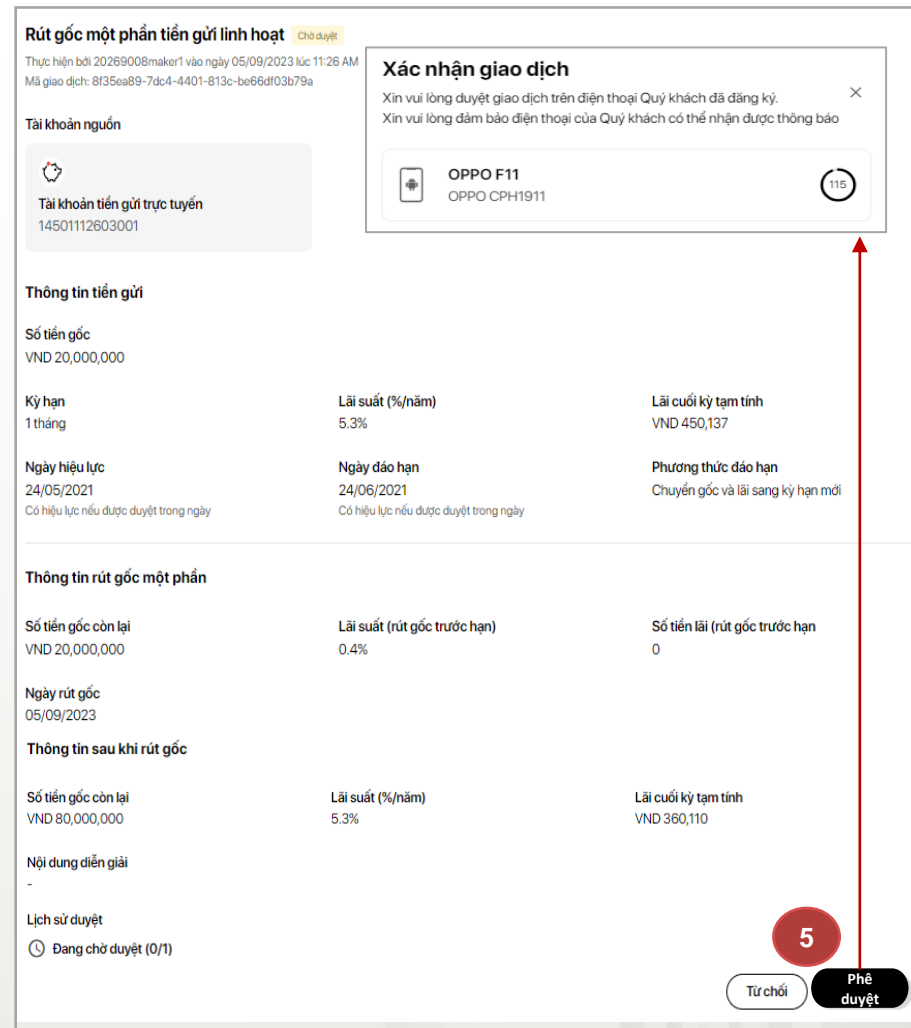 Rút gốc một phần tiền gửi linh hoạt Chờ duyệt
Thực hiện bởi 20269008maker1 vào ngày 05/09/2023 lúc 11:26 AM
Mã giao dịch: 8f35ea89-7dc4-4401-813c-be66df03b79a
Xác nhận giao dịch
Xin vui lòng duyệt giao dịch trên điện thoại Quý khách đã đăng ký.
Xin vui lòng đảm bảo điện thoại của Quý khách có thể nhận được thông báo
OPPO F11
OPPO CPH1911
115
Tài khoản nguồn
Tài khoản tiền gửi trực tuyến
14501112603001
Thông tin tiền gửi
Số tiền gốc
VND 20,000,000
Kỳ hạn Lãi suất (%/năm) Lãi cuối kỳ tạm tính
1 tháng 5.3% VND 450,137
Ngày hiệu lực Ngày đáo hạn Phương thức đáo hạn
24/05/2021 24/06/2021 Chuyển gốc và lãi sang kỳ hạn mới
Có hiệu lực nếu được duyệt trong ngày Có hiệu lực nếu được duyệt trong ngày
Thông tin rút gốc một phần
Số tiền gốc còn lại Lãi suất (rút gốc trước hạn) Số tiền lãi (rút gốc trước hạn
VND 20,000,000 0.4% 0
Ngày rút gốc
05/09/2023
Thông tin sau khi rút gốc
Số tiền gốc còn lại Lãi suất (%/năm) Lãi cuối kỳ tạm tính
VND 80,000,000 5.3% VND 360,110
Nội dung diễn giải
-
Lịch sử duyệt
Đang chờ duyệt (0/1)
5
Từ chối
Phê
duyệt